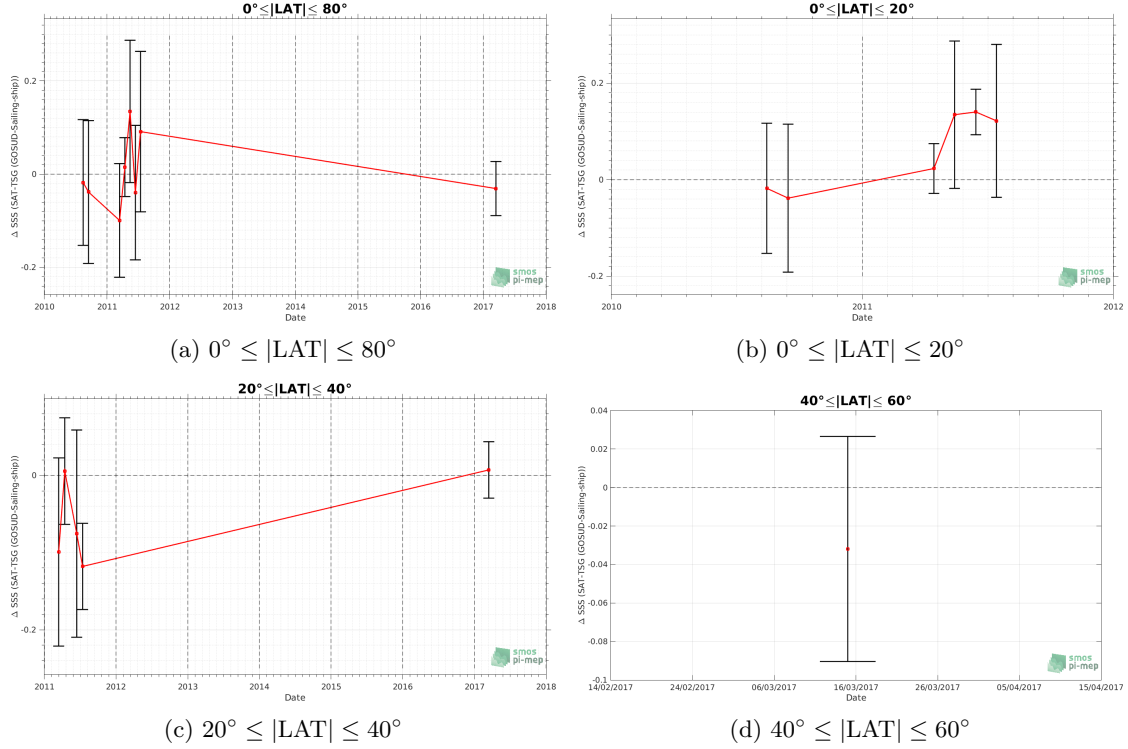 0°≤|LAT|≤ 80°
Δ SSS (SAT-TSG (GOSUD-Sailing-ship))
0.2
0
-0.2
2010 2011 2012 2013 2014 2015 2016 2017 2018
Date
smos
pi-mep
(a) 0° ≤ |LAT| ≤ 80°
0°≤|LAT|≤ 20°
Δ SSS (SAT-TSG (GOSUD-Sailing-ship))
0.2
0
-0.2
2010 2011 2012
Date
smos
pi-mep
(b) 0° ≤ |LAT| ≤ 20°
20°≤|LAT|≤ 40°
Δ SSS (SAT-TSG (GOSUD-Sailing-ship))
0
-0.2
2011 2012 2013 2014 2015 2016 2017 2018
Date
smos
pi-mep
(c) 20° ≤ |LAT| ≤ 40°
40°≤|LAT|≤ 60°
Δ SSS (SAT-TSG (GOSUD-Sailing-ship))
0.04
0.02
0
-0.02
-0.04
-0.06
-0.08
-0.1
14/02/2017 24/02/2017 06/03/2017 16/03/2017 26/03/2017 05/04/2017 15/04/2017
Date
smos
pi-mep
(d) 40° ≤ |LAT| ≤ 60°